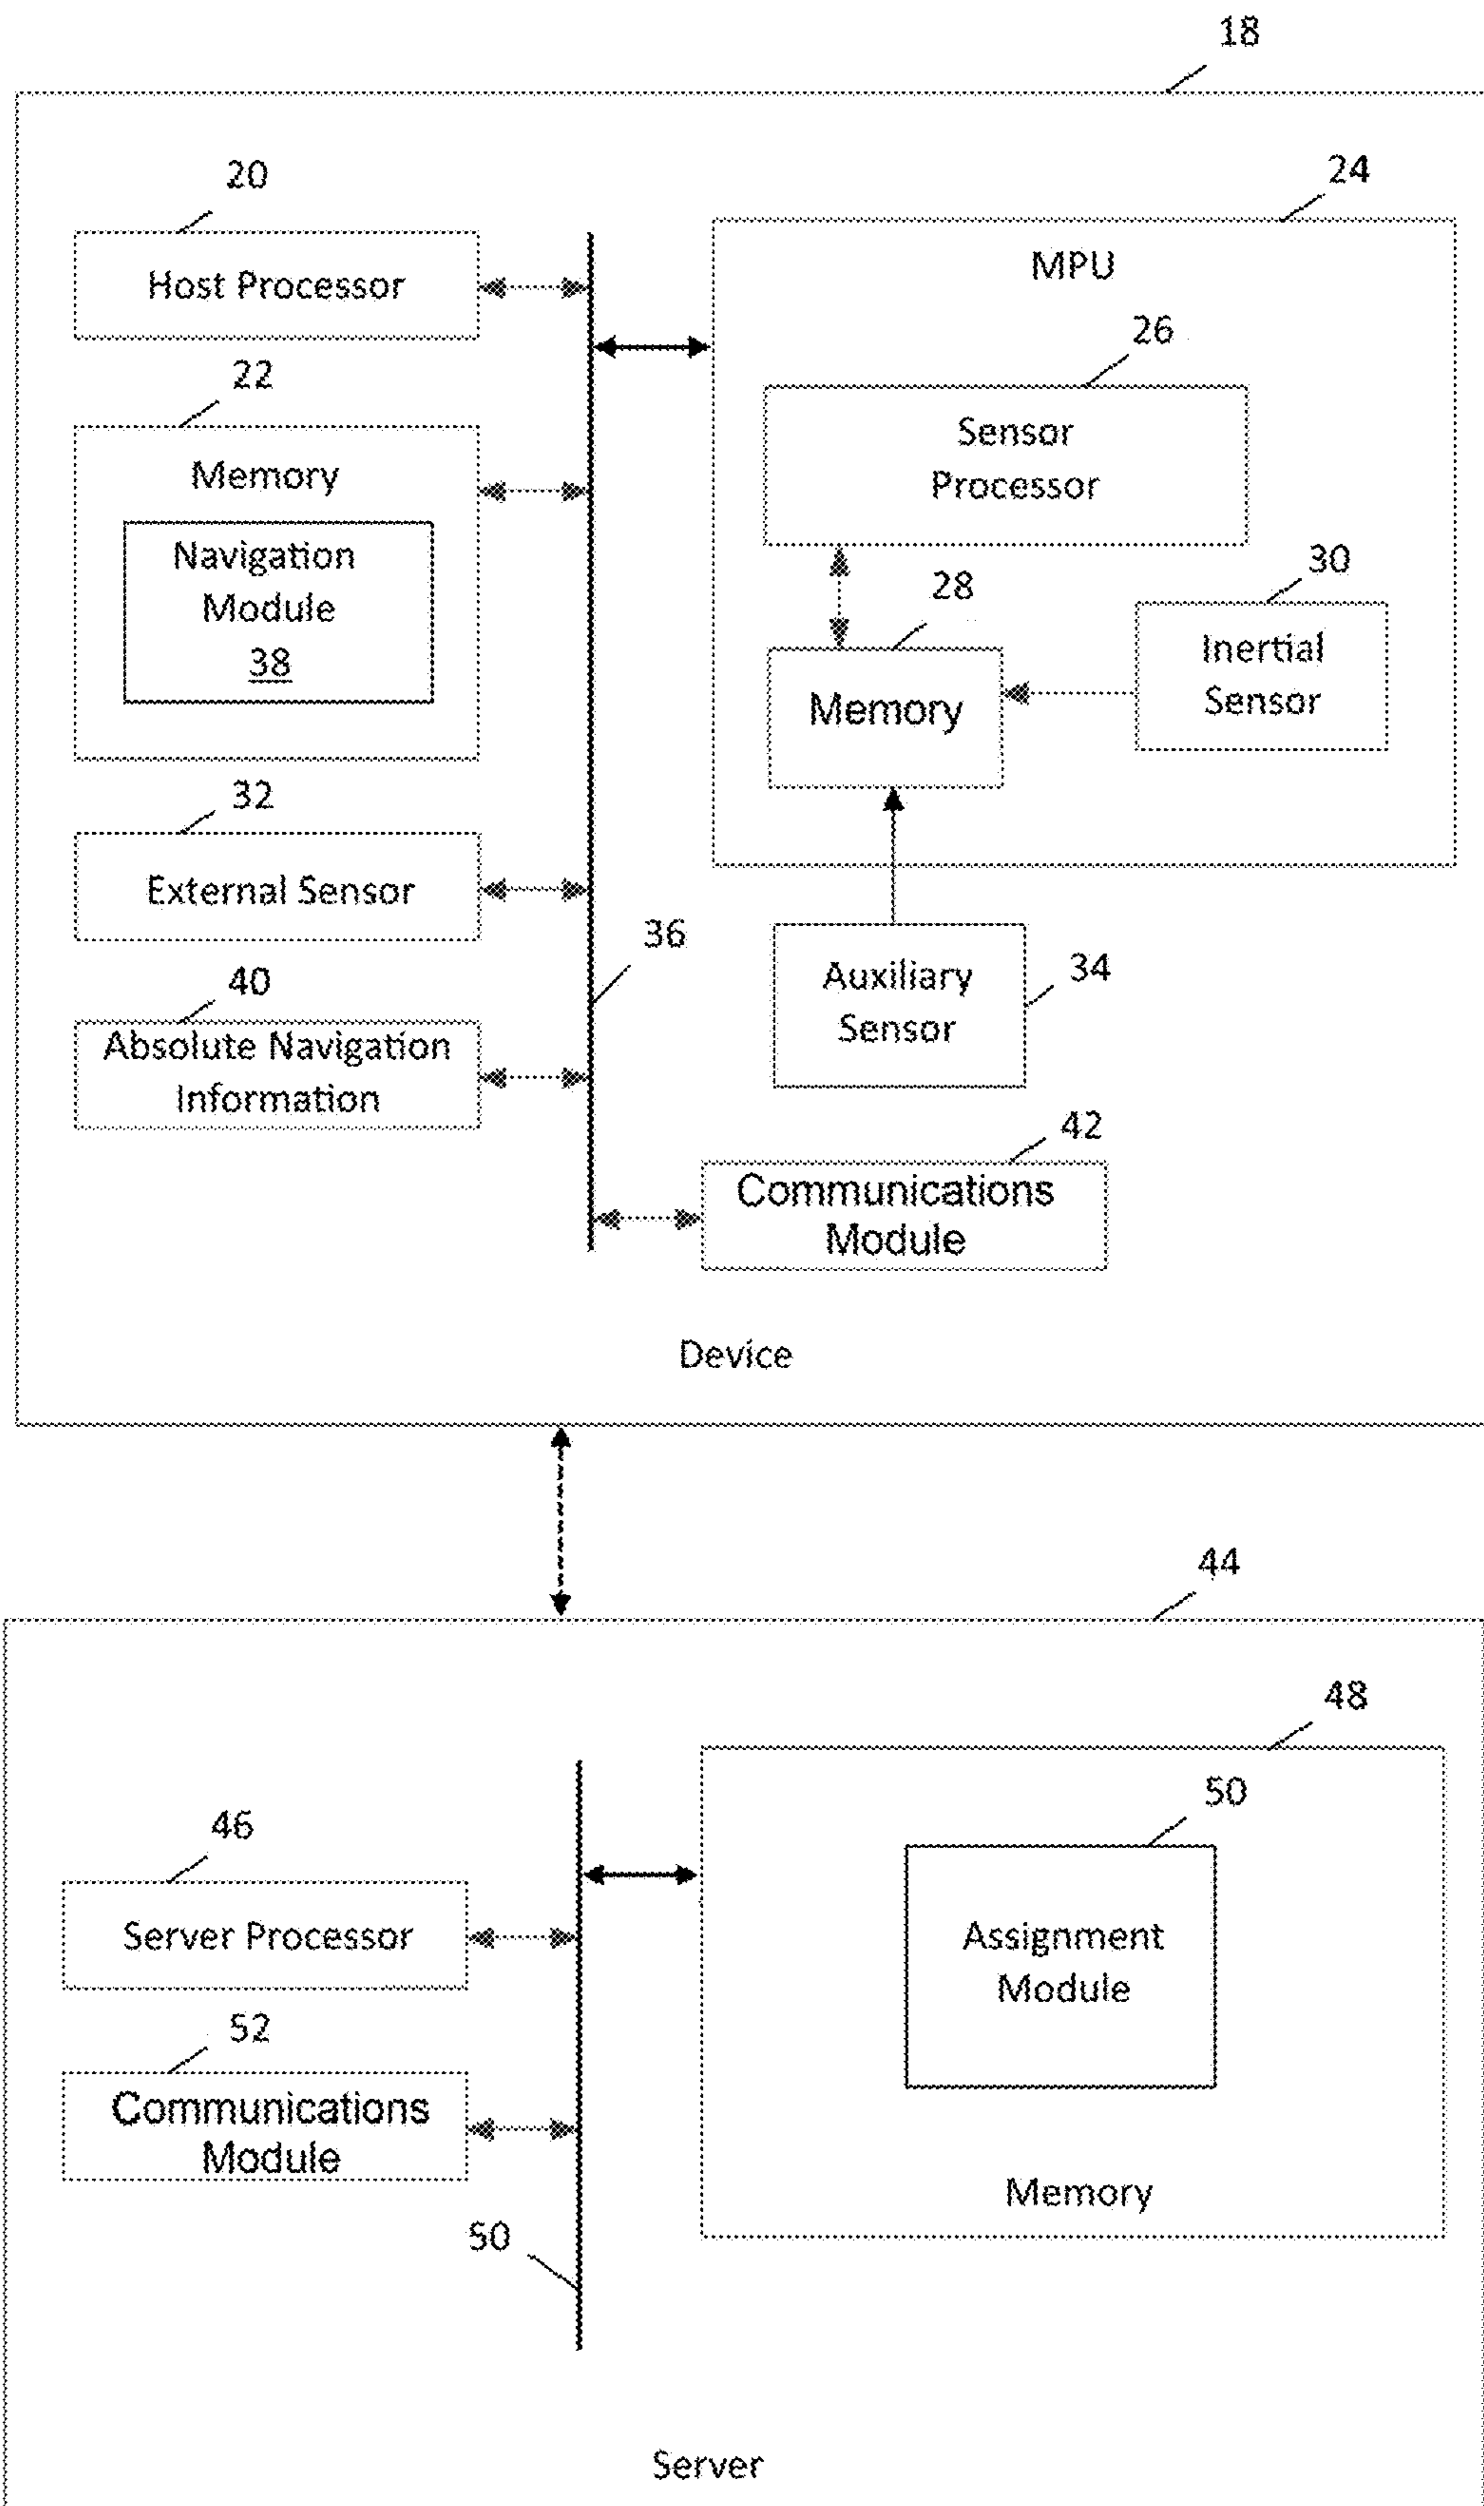 18
20
24
Host Processor
MPU
26
22
Sensor
Processor
Memory
Navigation
Module
38
28
30
Memory
Inertial
Sensor
32
External Sensor
36
Auxiliary
Sensor
34
40
Absolute Navigation
Information
42
Communications
Module
Device
44
48
50
46
Server Processor
Assignment
Module
52
Communications
Module
Memory
50
Server